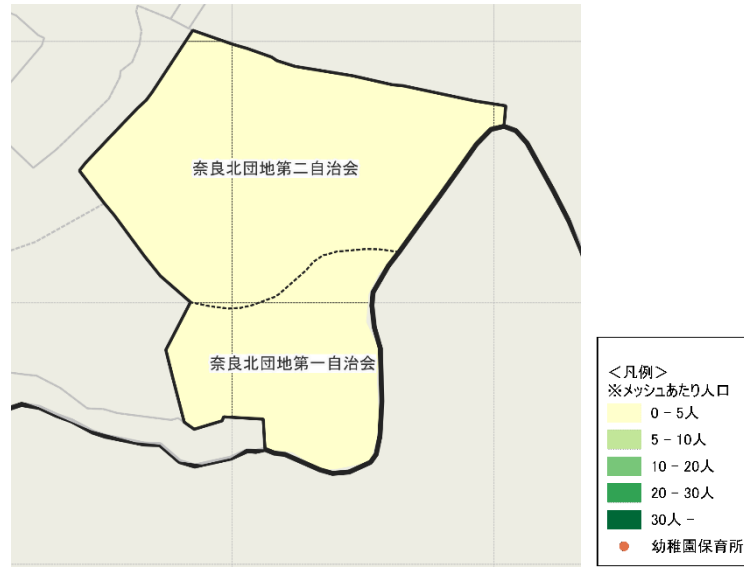 奈良北団地第二自治会
奈良北団地第一自治会
＜凡例＞
※メッシュあたり人口
0 - 5人
5 - 10人
10 - 20人
20 - 30人
30人 -
幼稚園保育所